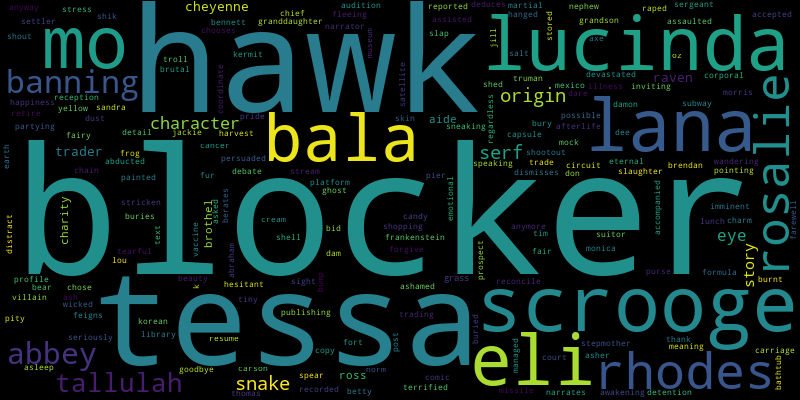 cheyenne
anyway
stress
shik
settler
shout
mo
banning
happiness
retire
reception
yellow
sandra
dust
partying
hawk
troll
brutal
bennett
chooses
chief
granddaughter
kermit
coordinate
audition
fleeing
narrator
museum
satellite
reported
assisted
slap
martial
hanged
deduces
nephew
grandson
axe
raped
assaulted
sergeant
accepted
jill
salt
stored
lucinda
oz
shed
truman
mexico
devastated
illness
inviting
raven
corporal
morris
origin
dare
regardless
damon
subway
lana
rosalie
character
pride
skin
aide
sneaking
capsule
bury
possible
afterlife
dee
mock
shootout
bala
fairy
detail
jackie
harvest
cancer
persuaded
debate
stream
trader
frog
abducted
serf
speaking
trade
dismisses
circuit
don
eternal
slaughter
brendan
wandering
pointing
earth
chain
painted
fur
platform
ghost
pier
emotional
blocker
stricken
buries
charity
text
vaccine
brothel
asked
berates
cream
shell
bid
dam
candy
shopping
frankenstein
forgive
anymore
tim
fair
suitor
monica
accompanied
imminent
lunch
charm
eye
farewell
distract
tearful
lou
abraham
prospect
story
profile
bear
chose
villain
ash
wicked
feigns
pity
beauty
k
hesitant
sight
bump
ashamed
grass
reconcile
purse
formula
burnt
tessa
tiny
publishing
trading
buried
scrooge
seriously
korean
library
resume
copy
fort
post
managed
court
stepmother
asher
thank
meaning
carriage
bathtub
abbey
asleep
tallulah
goodbye
carson
thomas
snake
spear
recorded
ross
norm
betty
comic
terrified
eli
missile
narrates
rhodes
awakening
detention